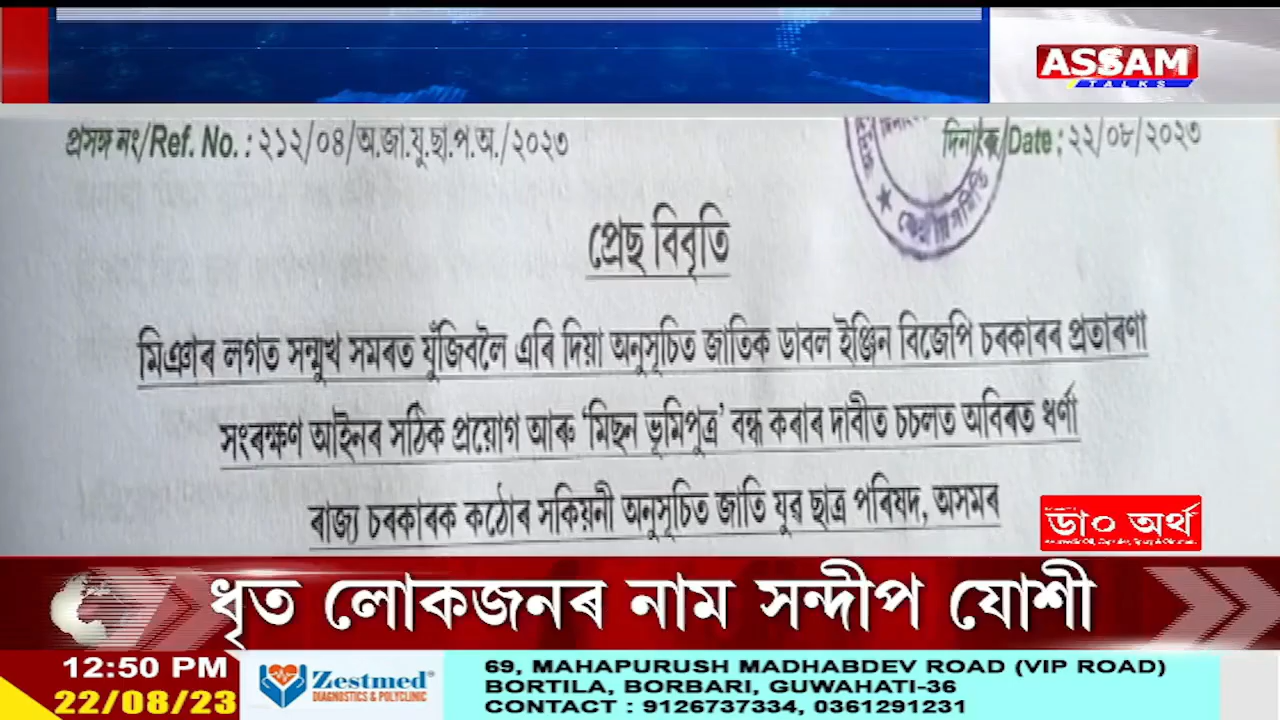 ASSAM
TALKS
প্ৰসঙ্গ নং/Ref. No. : ২১২/০৪/অ.জা.যু.ছা.প.অ./২০২৩
দিনাংক/Date : ২২/০৮/২০২৩
প্ৰেছ বিবৃতি
মিঞাৰ লগত সন্মুখ সমৰত যুঁজিবলৈ এৰি দিয়া অনুসূচিত জাতিক ডাবল ইঞ্জিন বিজেপি চৰকাৰৰ প্ৰতাৰণা
সংৰক্ষণ আইনৰ সঠিক প্ৰয়োগ আৰু ‘মিছন ভূমিপুত্ৰ’ বন্ধ কৰাৰ দাবীত চচলত অবিৰত ধৰ্ণা
ৰাজ্য চৰকাৰক কঠোৰ সকিয়নী অনুসূচিত জাতি যুৱ ছাত্ৰ পৰিষদ, অসমৰ
ডা০ অৰ্থ
ধৃত লোকজনৰ নাম সন্দীপ যোশী
12:50 PM
22/08/23
Zestmed
DIAGNOSTICS & POLYCLINIC
69, MAHAPURUSH MADHABDEV ROAD (VIP ROAD)
BORTILA, BORBARI, GUWAHATI-36
CONTACT : 9126737334, 0361291231